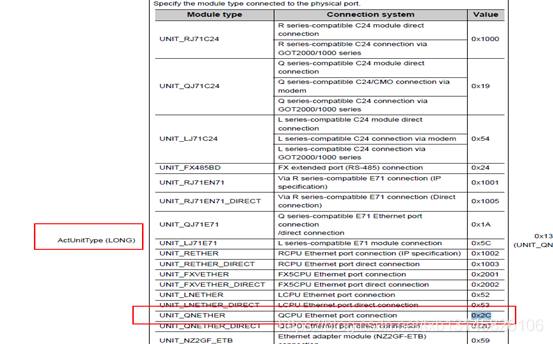 Specify the module type connected to the physical port.
Module type Connection system Value
UNIT_RJ71C24 R series-compatible C24 module direct connection 0x1000
R series-compatible C24 connection via GOT2000/1000 series
UNIT_QJ71C24 Q series-compatible C24 module direct connection 0x19
Q series-compatible C24/CMO connection via modem
Q series-compatible C24 connection via GOT2000/1000 series
UNIT_LJ71C24 L series-compatible C24 module direct connection 0x54
L series-compatible C24 connection via modem
L series-compatible C24 connection via GOT2000/1000 series
UNIT_FX485BD FX extended port (RS-485) connection 0x24
UNIT_RJ71EN71 Via R series-compatible E71 connection (IP specification) 0x1001
UNIT_RJ71EN71_DIRECT Via R series-compatible E71 connection (Direct connection) 0x1005
UNIT_QJ71E71 Q series-compatible E71 Ethernet port connection /direct connection 0x1A
ActUnitType (LONG)
0x13
(UNIT_QN
UNIT_LJ71E71 L series-compatible E71 module connection 0x5C
UNIT_RETHER RCPU Ethernet port connection (IP specification) 0x1002
UNIT_RETHER_DIRECT RCPU Ethernet port direct connection 0x1003
UNIT_FXVETHER FX5CPU Ethernet port connection 0x2001
UNIT_FXVETHER_DIRECT FX5CPU Ethernet port direct connection 0x2002
UNIT_LNETHER LCPU Ethernet port connection 0x52
UNIT_LNETHER_DIRECT LCPU Ethernet port direct connection 0x53
UNIT_QNETHER QCPU Ethernet port connection 0x2C
UNIT_QNETHER_DIRECT QCPU Ethernet port direct connection
UNIT_NZ2GF_ETB Ethernet adapter module (NZ2GF-ETB) 0x59